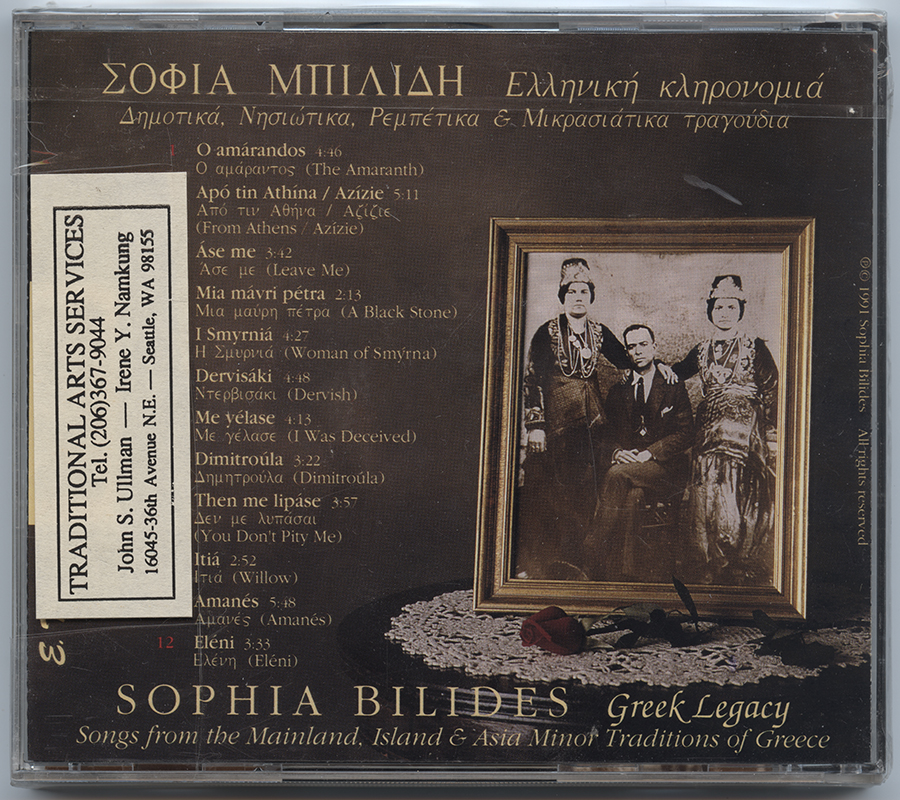 ΣΟΦΙΑ ΜΠΙΛΙΔΗ Ελληνική κληρονομιά
Δημοτικά, Νησιώτικα, Ρεμπέτικα & Μικρασιάτικα τραγούδια
1 O amárandos 4:46
Ο αμάραντος (The Amaranth)
Apó tin Athína / Azízie 5:11
Από τιν Αθήνα / Αζίζιε
(From Athens / Azízie)
Áse me 3:42
Άσε με (Leave Me)
Mia mávri pétra 2:13
Μια μαυρη πέτρα (A Black Stone)
I Smyrniá 4:27
Η Σμυρνιά (Woman of Smýrna)
Dervisáki 4:48
Ντερβισάκι (Dervish)
Me yélase 4:13
Με γέλασε (I Was Deceived)
Dimitroúla 3:22
Δημητρούλα (Dimitroúla)
Then me lipáse 3:57
Δεν με λυπάσαι
(You Don't Pity Me)
Itiá 2:52
Ιτιά (Willow)
Amanés 5:48
Αμανές (Amanés)
12 Eléni 3:33
Ελένη (Eléni)
SOPHIA BILIDES Greek Legacy
Songs from the Mainland, Island & Asia Minor Traditions of Greece
TRADITIONAL ARTS SERVICES
Tel. (206)367-9044
John S. Ullman — Irene Y. Namkung
16045-36th Avenue N.E. — Seattle, WA 98155
℗© 1991 Sophia Bilides All rights reserved